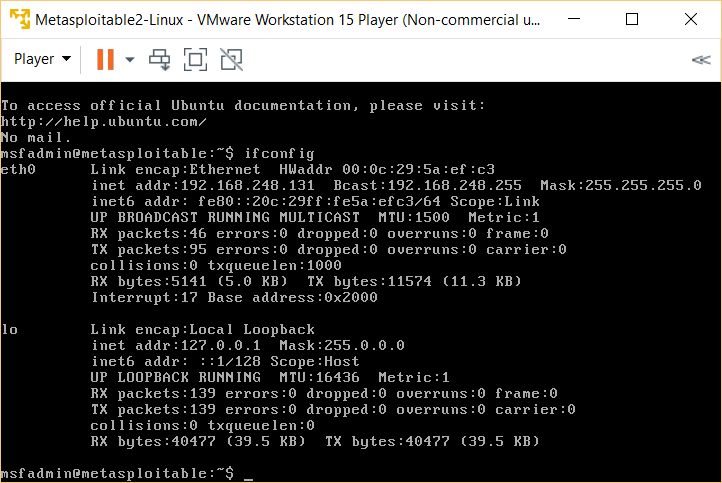 Metasploitable2-Linux - VMware Workstation 15 Player (Non-commercial u...
Player
To access official Ubuntu documentation, please visit:
http://help.ubuntu.com/
No mail.
msfadmin@metasploitable:~$ ifconfig
eth0 Link encap:Ethernet HWaddr 00:0c:29:5a:ef:c3
inet addr:192.168.248.131 Bcast:192.168.248.255 Mask:255.255.255.0
inet6 addr: fe80::20c:29ff:fe5a:efc3/64 Scope:Link
UP BROADCAST RUNNING MULTICAST MTU:1500 Metric:1
RX packets:46 errors:0 dropped:0 overruns:0 frame:0
TX packets:95 errors:0 dropped:0 overruns:0 carrier:0
collisions:0 txqueuelen:1000
RX bytes:5141 (5.0 KB) TX bytes:11574 (11.3 KB)
Interrupt:17 Base address:0x2000
lo Link encap:Local Loopback
inet addr:127.0.0.1 Mask:255.0.0.0
inet6 addr: ::1/128 Scope:Host
UP LOOPBACK RUNNING MTU:16436 Metric:1
RX packets:139 errors:0 dropped:0 overruns:0 frame:0
TX packets:139 errors:0 dropped:0 overruns:0 carrier:0
collisions:0 txqueuelen:0
RX bytes:40477 (39.5 KB) TX bytes:40477 (39.5 KB)
msfadmin@metasploitable:~$ _